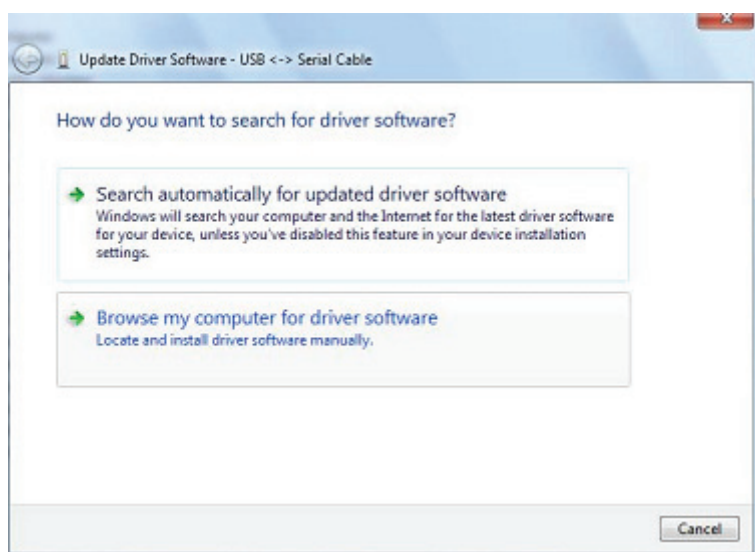 Update Driver Software - USB <-> Serial Cable
How do you want to search for driver software?
Search automatically for updated driver software
Windows will search your computer and the Internet for the latest driver software
for your device, unless you've disabled this feature in your device installation
settings.
Browse my computer for driver software
Locate and install driver software manually.
Cancel